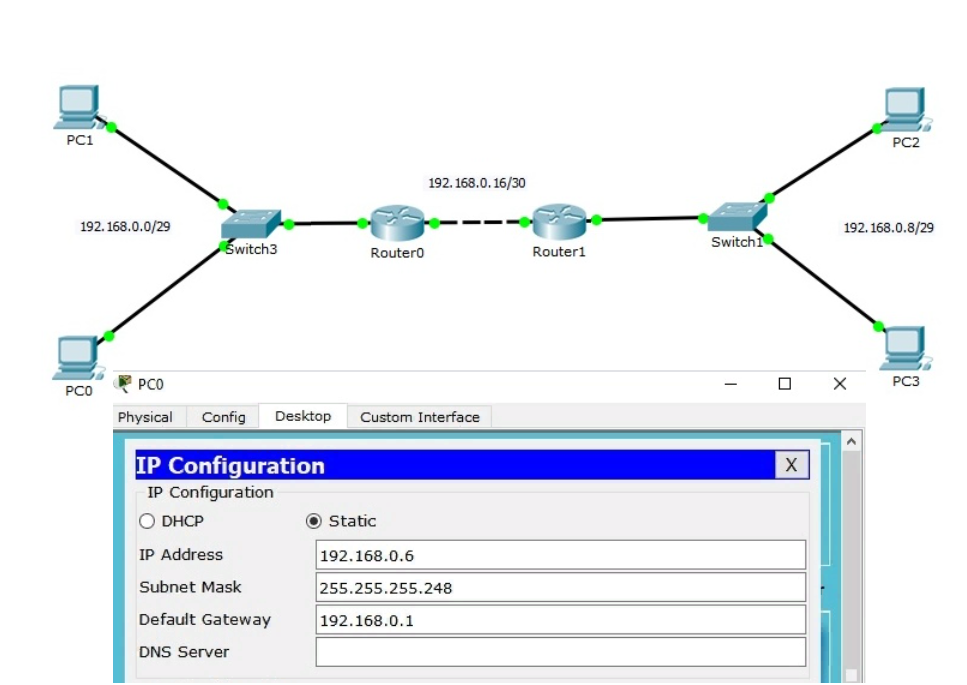 PC1
PC2
192.168.0.16/30
192.168.0.0/29
192.168.0.8/29
Switch3
Router0
Router1
Switch1
PC0
PC3
PC0
Physical Config Desktop Custom Interface
IP Configuration X
IP Configuration
DHCP Static
IP Address 192.168.0.6
Subnet Mask 255.255.255.248
Default Gateway 192.168.0.1
DNS Server